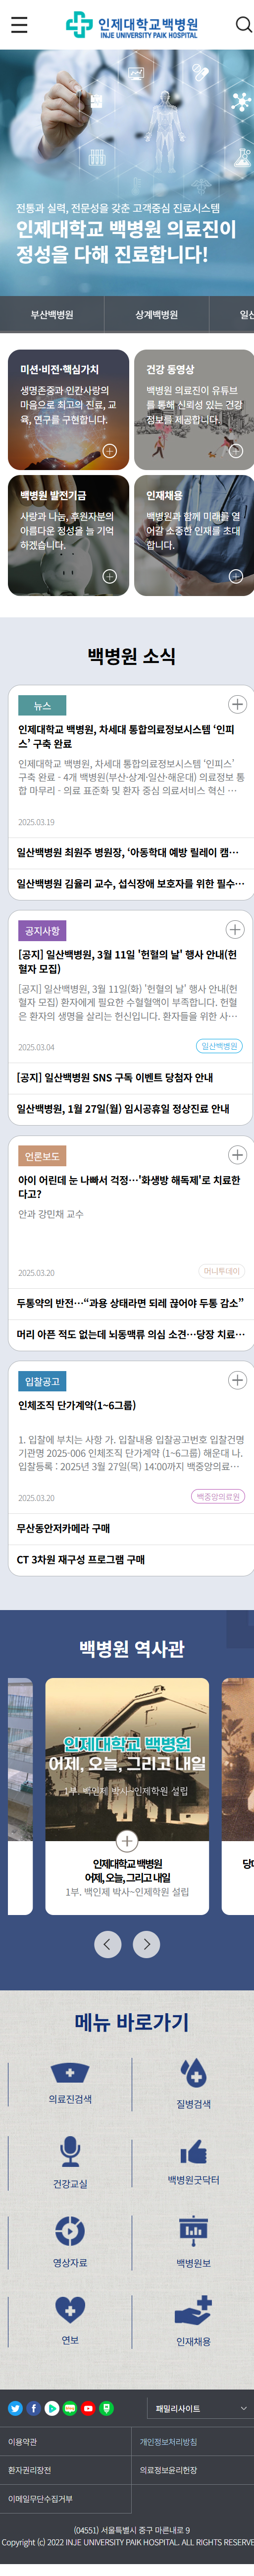 인제대학교백병원
INJE UNIVERSITY PAIK HOSPITAL
전통과 실력, 전문성을 갖춘 고객중심 진료시스템
인제대학교 백병원 의료진이
정성을 다해 진료합니다!
부산백병원
상계백병원
일산
미션·비전·핵심가치
생명존중과 인간사랑의
마음으로 최고의 진료, 교
육, 연구를 구현합니다.
건강 동영상
백병원 의료진이 유튜브
를 통해 신뢰성 있는 건강
정보를 제공합니다.
백병원 발전기금
사랑과 나눔, 후원자분의
아름다운 정성을 늘 기억
하겠습니다.
인재채용
백병원과 함께 미래를 열
어갈 소중한 인재를 초대
합니다.
백병원 소식
뉴스
인제대학교 백병원, 차세대 통합의료정보시스템 ‘인피
스’ 구축 완료
인제대학교 백병원, 차세대 통합의료정보시스템 ‘인피스’
구축 완료 - 4개 백병원(부산·상계·일산·해운대) 의료정보 통
합 마무리 - 의료 표준화 및 환자 중심 의료서비스 혁신 …
2025.03.19
일산백병원 최원주 병원장, ‘아동학대 예방 릴레이 캠…
일산백병원 김율리 교수, 섭식장애 보호자를 위한 필수…
공지사항
[공지] 일산백병원, 3월 11일 '헌혈의 날' 행사 안내(헌
혈자 모집)
[공지] 일산백병원, 3월 11일(화) '헌혈의 날' 행사 안내(헌
혈자 모집) 환자에게 필요한 수혈혈액이 부족합니다. 헌혈
은 환자의 생명을 살리는 헌신입니다. 환자들을 위한 사…
2025.03.04
일산백병원
[공지] 일산백병원 SNS 구독 이벤트 당첨자 안내
일산백병원, 1월 27일(월) 임시공휴일 정상진료 안내
언론보도
아이 어린데 눈 나빠서 걱정…'화생방 해독제'로 치료한
다고?
안과 강민채 교수
2025.03.20
머니투데이
두통약의 반전…“과용 상태라면 되레 끊어야 두통 감소”
머리 아픈 적도 없는데 뇌동맥류 의심 소견…당장 치료…
입찰공고
인체조직 단가계약(1~6그룹)
1. 입찰에 부치는 사항 가. 입찰내용 입찰공고번호 입찰건명
기관명 2025-006 인체조직 단가계약 (1~6그룹) 해운대 나.
입찰등록 : 2025년 3월 27일(목) 14:00까지 백중앙의료…
2025.03.20
백중앙의료원
무산동안저카메라 구매
CT 3차원 재구성 프로그램 구매
백병원 역사관
인제대학교 백병원
어제, 오늘, 그리고 내일
1부. 백인제 박사~인제학원 설립
인제대학교 백병원
어제, 오늘, 그리고 내일
1부. 백인제 박사~인제학원 설립
메뉴 바로가기
의료진검색
질병검색
건강교실
백병원굿닥터
영상자료
백병원보
연보
인재채용
패밀리사이트
이용약관
개인정보처리방침
환자권리장전
의료정보윤리헌장
이메일무단수집거부
(04551) 서울특별시 중구 마른내로 9
Copyright (c) 2022 INJE UNIVERSITY PAIK HOSPITAL. ALL RIGHTS RESERVE